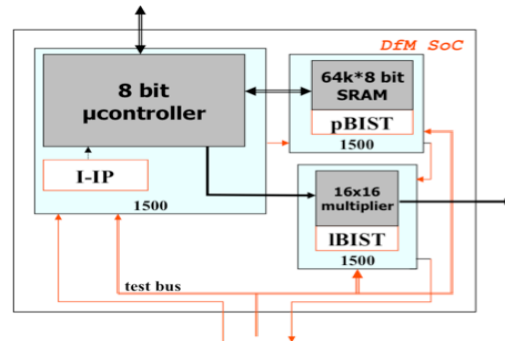 DfM SoC
8 bit
µcontroller
64k*8 bit
SRAM
pBIST
1500
I-IP
1500
16x16
multiplier
lBIST
1500
test bus